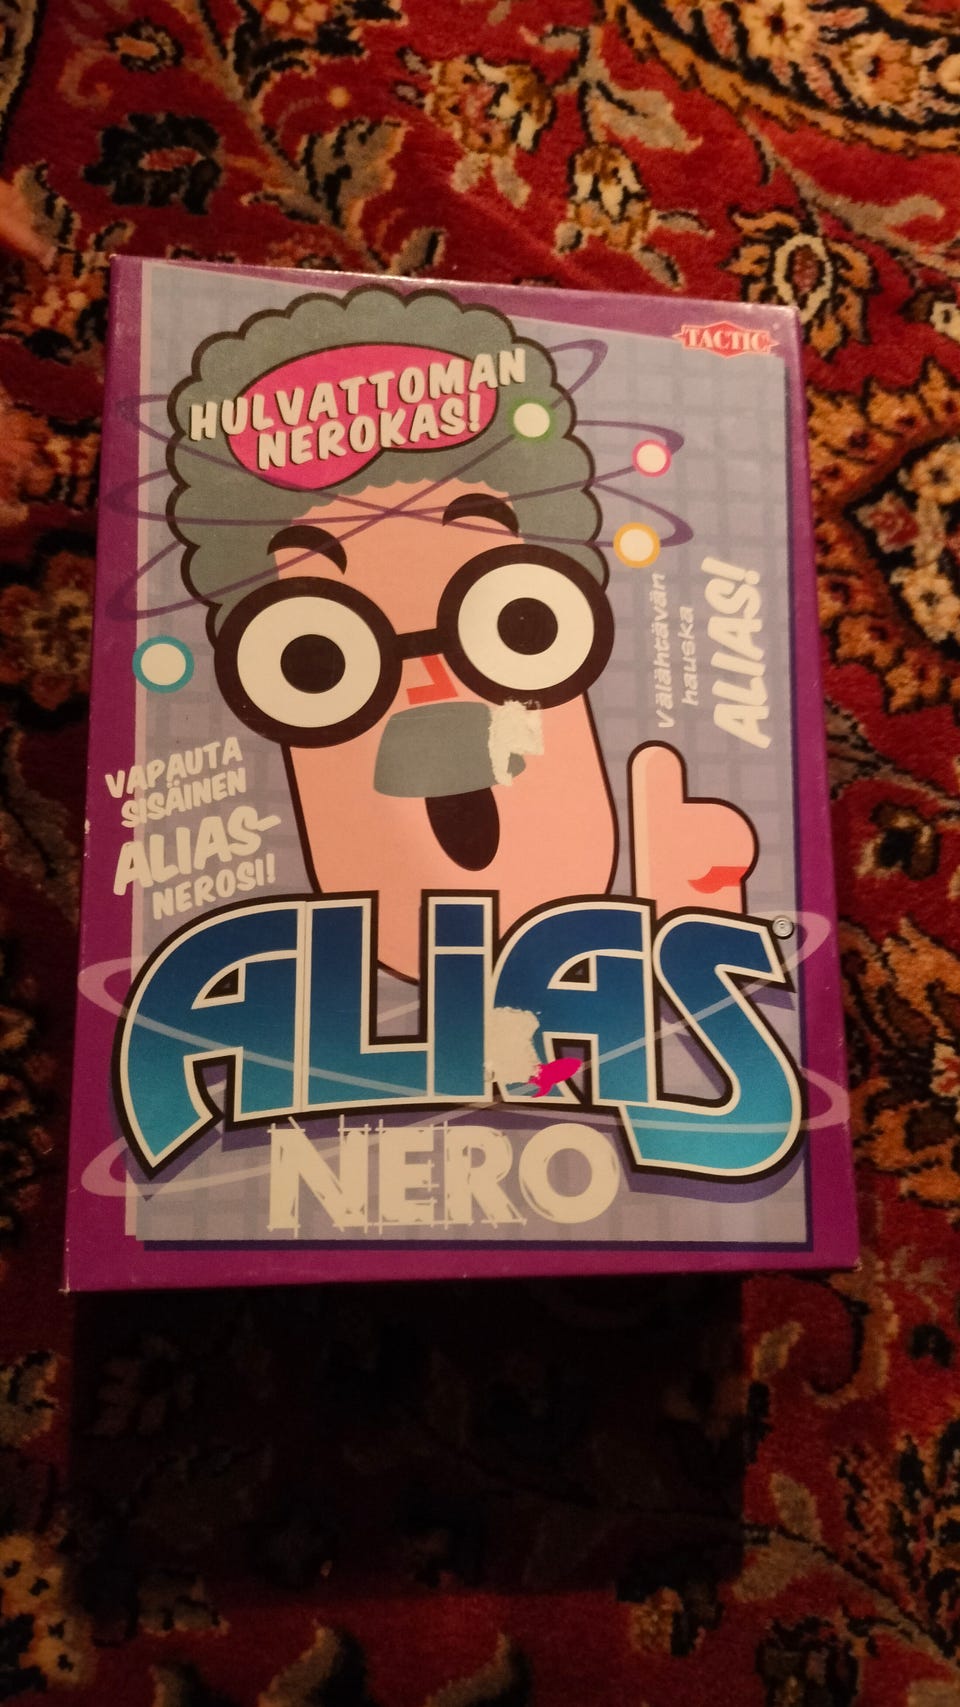 TACTIC
HULVATTOMAN
NEROKAS!
välähtävän
hauska
ALIAS!
VAPAUTA
SISÄINEN
ALIAS-
NEROSI!
ALiAS
NERO